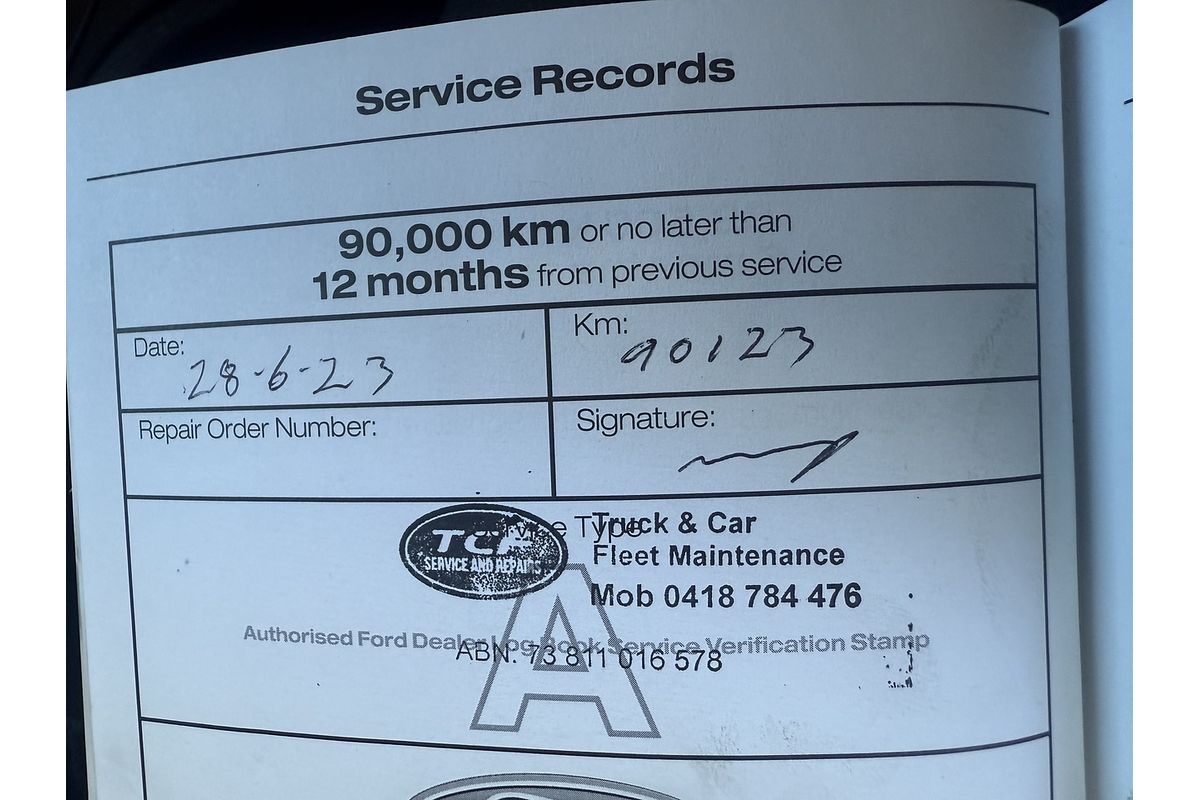 Service Records
90,000 km or no later than
12 months from previous service
Date:
28-6-23
Km:
90123
Repair Order Number:
Signature:
Service Type
Truck & Car
Fleet Maintenance
SERVICE AND REPAIRS
Mob 0418 784 476
A
Authorised Ford Dealer Log Book Service Verification Stamp
ABN: 73 811 016 578